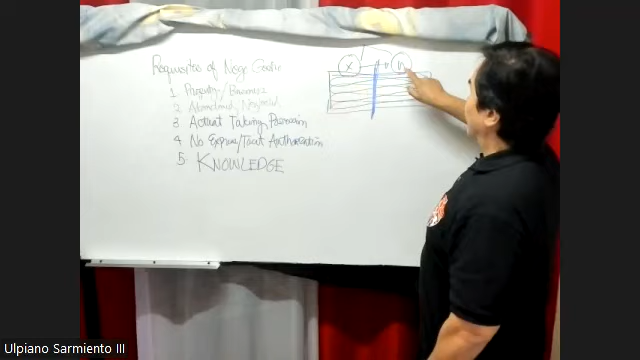 Requisites of Nego Gestio
1 Property / Business
2 Abandoned, Neglected
3 Actual Taking Possession
4 No Express/Tacit Authorization
5 KNOWLEDGE
X
n
Ulpiano Sarmiento III